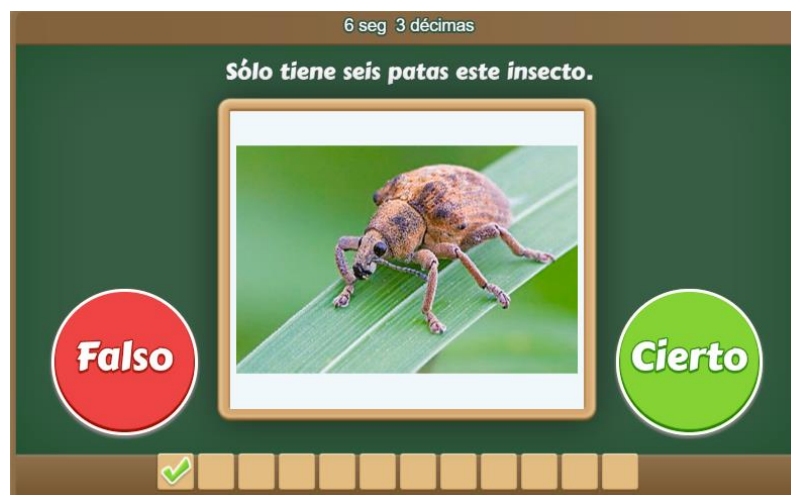 6 seg 3 décimas
Sólo tiene seis patas este insecto.
Falso
Cierto